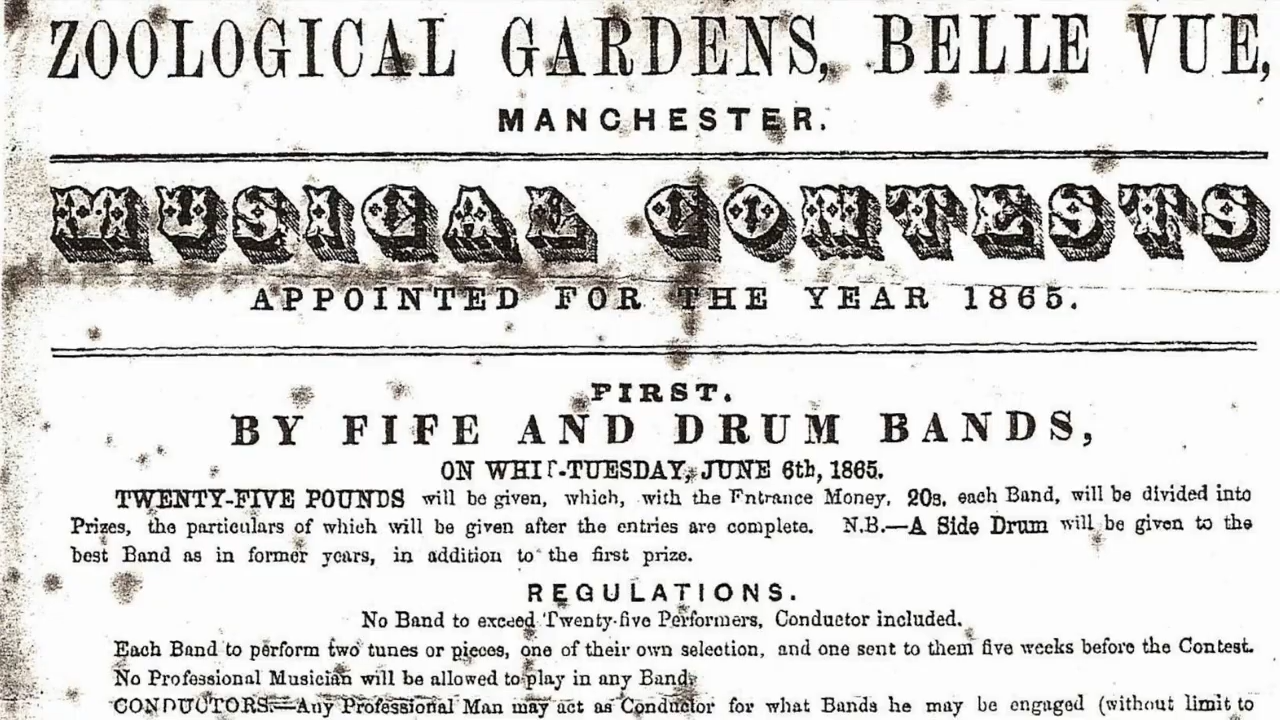 ZOOLOGICAL GARDENS, BELLE VUE,
MANCHESTER.
MUSICAL CONTESTS
APPOINTED FOR THE YEAR 1865.
FIRST.
BY FIFE AND DRUM BANDS,
ON WHIT-TUESDAY, JUNE 6th, 1865.
TWENTY-FIVE POUNDS will be given, which, with the Entrance Money, 20s. each Band, will be divided into
Prizes, the particulars of which will be given after the entries are complete. N.B.—A Side Drum will be given to the
best Band as in former years, in addition to the first prize.
REGULATIONS.
No Band to exceed Twenty-five Performers, Conductor included.
Each Band to perform two tunes or pieces, one of their own selection, and one sent to them five weeks before the Contest.
No Professional Musician will be allowed to play in any Band.
CONDUCTORS.—Any Professional Man may act as Conductor for what Bands he may be engaged (without limit to